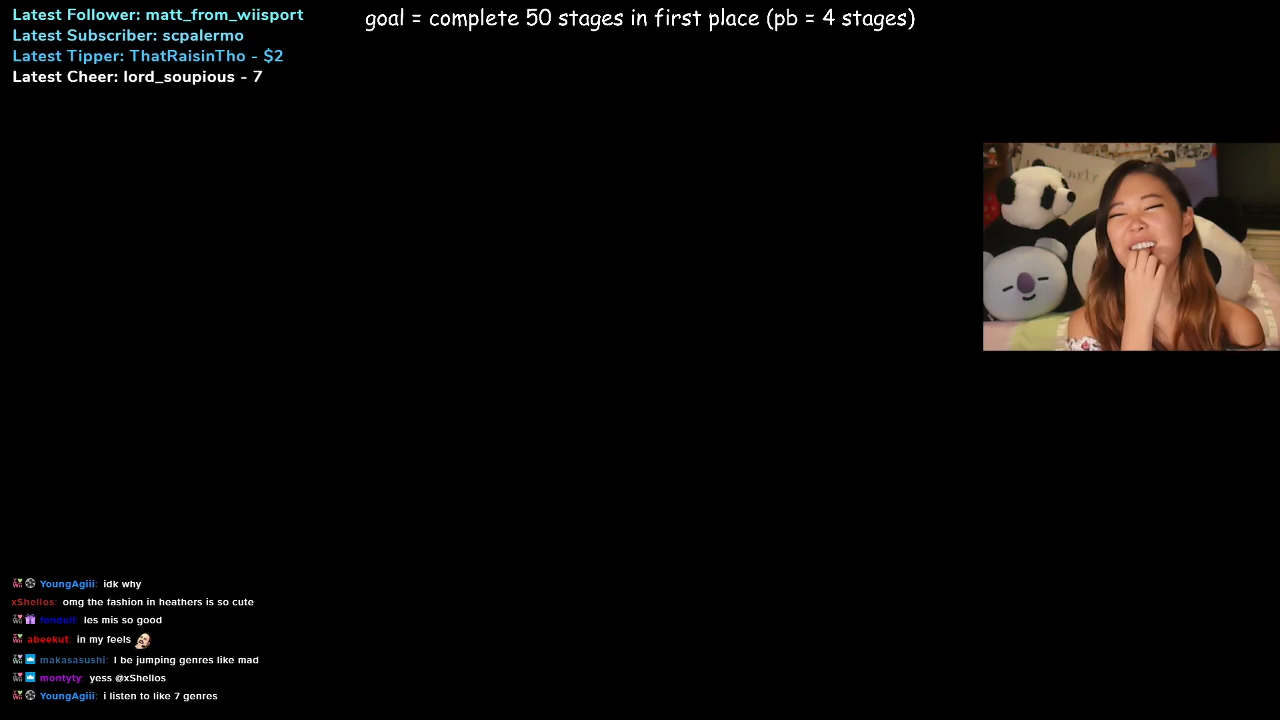 Latest Follower: matt_from_wiisport
Latest Subscriber: scpalermo
Latest Tipper: ThatRaisinTho - $2
Latest Cheer: lord_soupious - 7
goal = complete 50 stages in first place (pb = 4 stages)
YoungAgiii: idk why
xShellos: omg the fashion in heathers is so cute
les mis so good
abeekut: in my feels
makasasushi: I be jumping genres like mad
montyty: yess @xShellos
YoungAgiii: i listen to like 7 genres